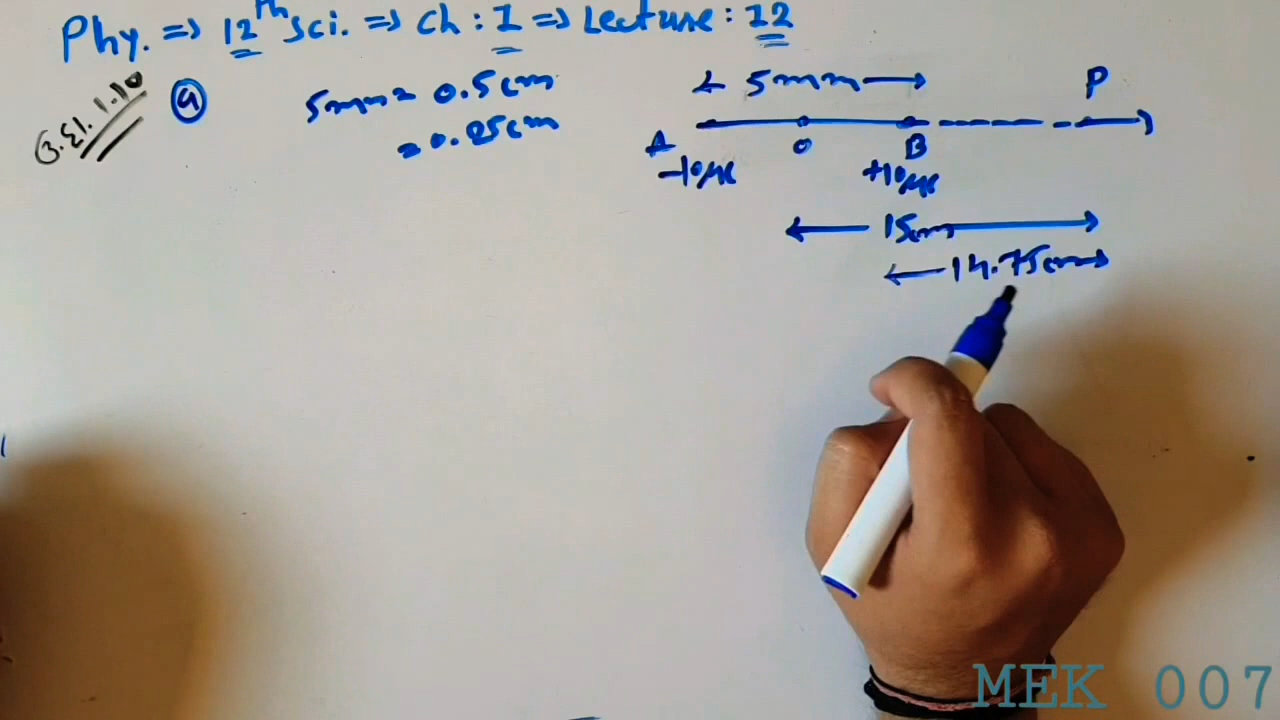 Phy. => 12th Sci. => Ch : 1 => Lecture : 12
Ex. 1.10
(a)
5mm = 0.5cm
= 0.25cm
5mm
P
A O B
-10μC +10μC
15cm
14.75cm
MEK 007